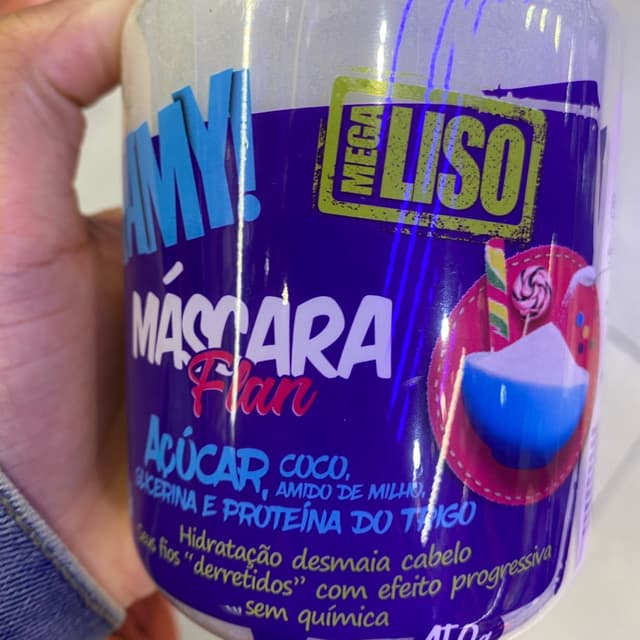 AMY!
MEGA LISO
MÁSCARA
Flan
AÇÚCAR, COCO,
GLICERINA E PROTEÍNA DO TRIGO
AMIDO DE MILHO,
Hidratação desmaia cabelo
Seus fios "derretidos" com efeito progressiva
sem química